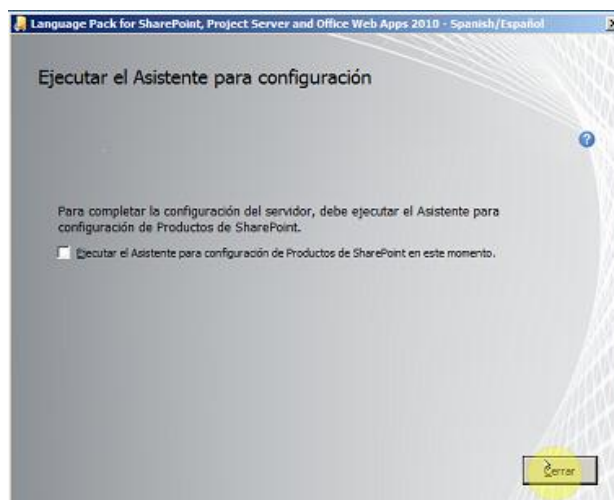 Language Pack for SharePoint, Project Server and Office Web Apps 2010 - Spanish/Español
Ejecutar el Asistente para configuración
?
Para completar la configuración del servidor, debe ejecutar el Asistente para
configuración de Productos de SharePoint.
Ejecutar el Asistente para configuración de Productos de SharePoint en este momento.
Cerrar